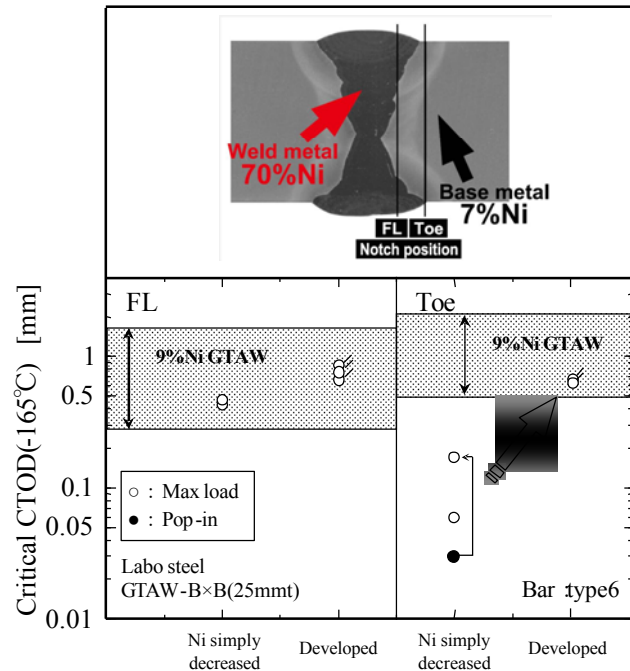 Weld metal
70%Ni
Base metal
7%Ni
FL Toe
Notch position
Critical CTOD(-165℃) [mm]
FL
Toe
9%Ni GTAW
9%Ni GTAW
1
0.5
0.1
0.05
0.01
○ : Max load
● : Pop-in
Labo steel
GTAW-B×B(25mmt)
Bar :type6
Ni simply
decreased
Developed
Ni simply
decreased
Developed